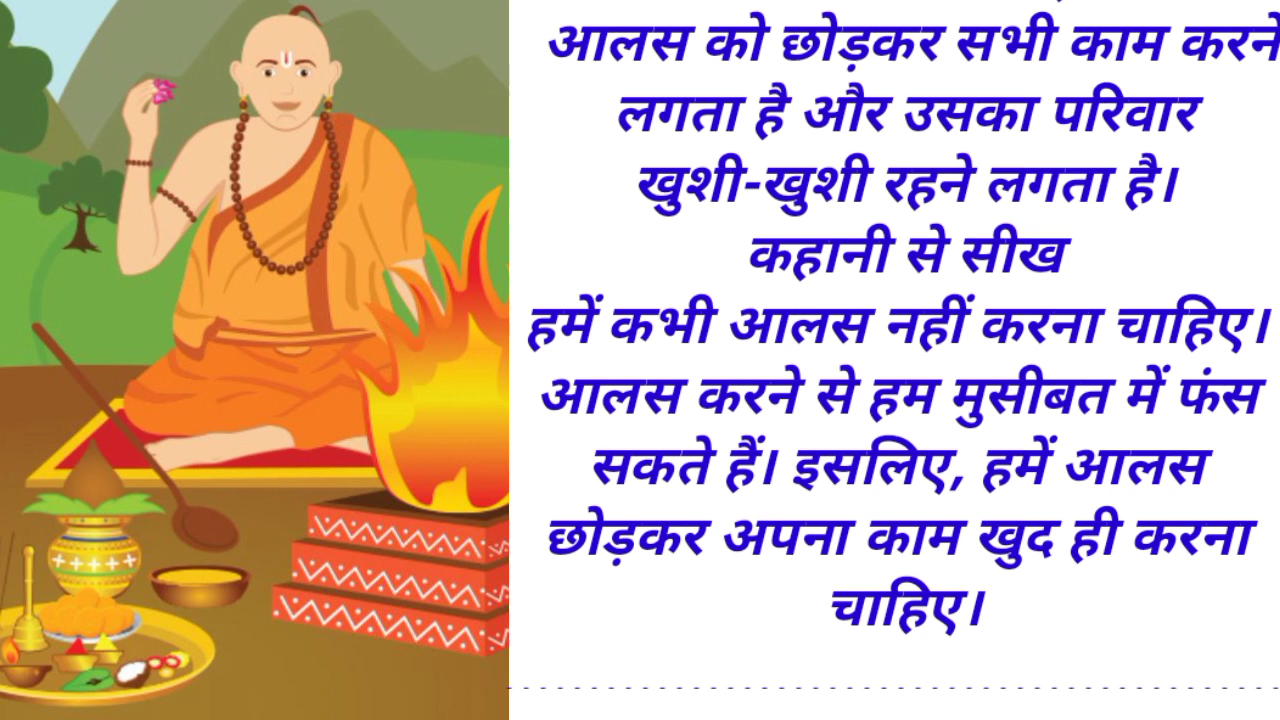 आलस को छोड़कर सभी काम करने
लगता है और उसका परिवार
खुशी-खुशी रहने लगता है।
कहानी से सीख
हमें कभी आलस नहीं करना चाहिए।
आलस करने से हम मुसीबत में फंस
सकते हैं। इसलिए, हमें आलस
छोड़कर अपना काम खुद ही करना
चाहिए।